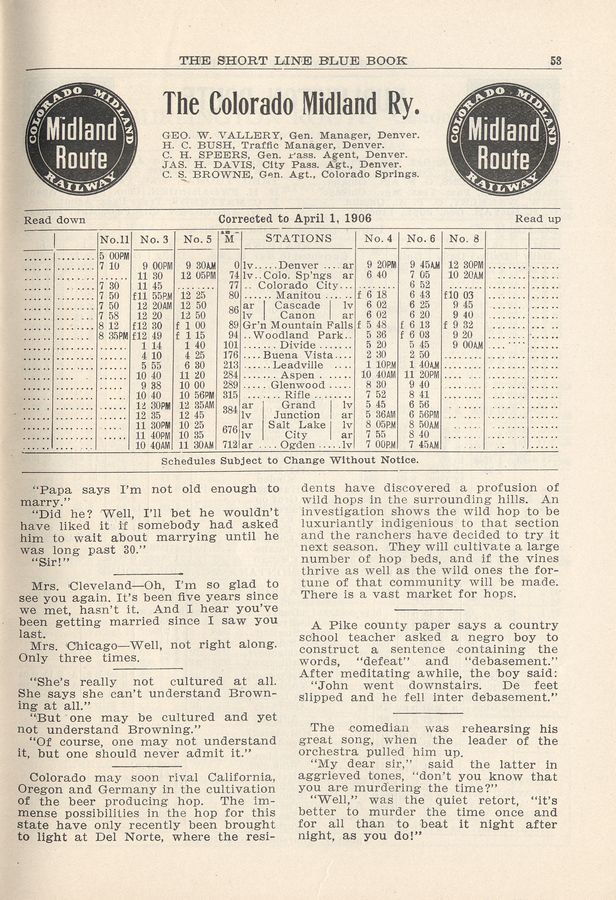 THE SHORT LINE BLUE BOOK 53
COLORADO MIDLAND
Midland
Route
RAILWAY
The Colorado Midland Ry.
GEO. W. VALLERY, Gen. Manager, Denver.
H. C. BUSH, Traffic Manager, Denver.
C. H. SPEERS, Gen. Pass. Agent, Denver.
JAS. H. DAVIS, City Pass. Agt., Denver.
C. S. BROWNE, Gen. Agt., Colorado Springs.
COLORADO MIDLAND
Midland
Route
RAILWAY
Read down Corrected to April 1, 1906 Read up
No.11 No. 3 No. 5 M STATIONS No. 4 No. 6 No. 8
5 00PM
7 10 9 00PM 9 30AM 0 lv.....Denver ....ar 9 20PM 9 45AM 12 30PM
...... 11 30 12 05PM 74 lv..Colo. Sp'ngs ar 6 40 7 05 10 20AM
7 30 11 45 ........ 77 .. Colorado City... ........ 6 52 ........
7 50 f11 55PM 12 25 80 ...... Manitou ...... f 6 18 6 43 f10 03
7 50 12 20AM 12 50 86 ar | Cascade | lv 6 02 6 25 9 45
7 58 12 20 12 50 lv | Canon ar 6 02 6 20 9 40
8 12 f12 30 f 1 00 89 Gr'n Mountain Falls f 5 48 f 6 13 f 9 32
8 35PM f12 49 f 1 15 94 ..Woodland Park.. 5 36 f 6 03 9 20
...... 1 14 1 40 101 ....... Divide ....... 5 20 5 45 9 00AM
...... 4 10 4 25 176 ....Buena Vista.... 2 30 2 50
...... 5 55 6 30 213 ......Leadville ..... 1 10PM 1 40AM
...... 10 40 11 20 284 ....... Aspen ....... 10 40AM 11 20PM
...... 9 38 10 00 289 ..... Glenwood ..... 8 30 9 40
...... 10 40 10 56PM 315 ........ Rifle ........ 7 52 8 41
...... 12 30PM 12 35AM 384 ar | Grand | lv 5 45 6 56
...... 12 35 12 45 lv | Junction | ar 5 36AM 6 56PM
...... 11 30PM 10 25 676 ar | Salt Lake | lv 8 05PM 8 50AM
...... 11 40PM 10 35 lv | City ar 7 55 8 40
...... 10 40AM 11 30AM 712 ar .... Ogden .....lv 7 00PM 7 45AM
Schedules Subject to Change Without Notice.
"Papa says I'm not old enough to
marry."
"Did he? Well, I'll bet he wouldn't
have liked it if somebody had asked
him to wait about marrying until he
was long past 30."
"Sir!"
Mrs. Cleveland—Oh, I'm so glad to
see you again. It's been five years since
we met, hasn't it. And I hear you've
been getting married since I saw you
last.
Mrs. Chicago—Well, not right along.
Only three times.
"She's really not cultured at all.
She says she can't understand Brown-
ing at all."
"But one may be cultured and yet
not understand Browning."
"Of course, one may not understand
it, but one should never admit it."
Colorado may soon rival California,
Oregon and Germany in the cultivation
of the beer producing hop. The im-
mense possibilities in the hop for this
state have only recently been brought
to light at Del Norte, where the resi-
dents have discovered a profusion of
wild hops in the surrounding hills. An
investigation shows the wild hop to be
luxuriantly indigenious to that section
and the ranchers have decided to try it
next season. They will cultivate a large
number of hop beds, and if the vines
thrive as well as the wild ones the for-
tune of that community will be made.
There is a vast market for hops.
A Pike county paper says a country
school teacher asked a negro boy to
construct a sentence containing the
words, "defeat" and "debasement."
After meditating awhile, the boy said:
"John went downstairs. De feet
slipped and he fell inter debasement."
The comedian was rehearsing his
great song, when the leader of the
orchestra pulled him up.
"My dear sir," said the latter in
aggrieved tones, "don't you know that
you are murdering the time?"
"Well," was the quiet retort, "it's
better to murder the time once and
for all than to beat it night after
night, as you do!"